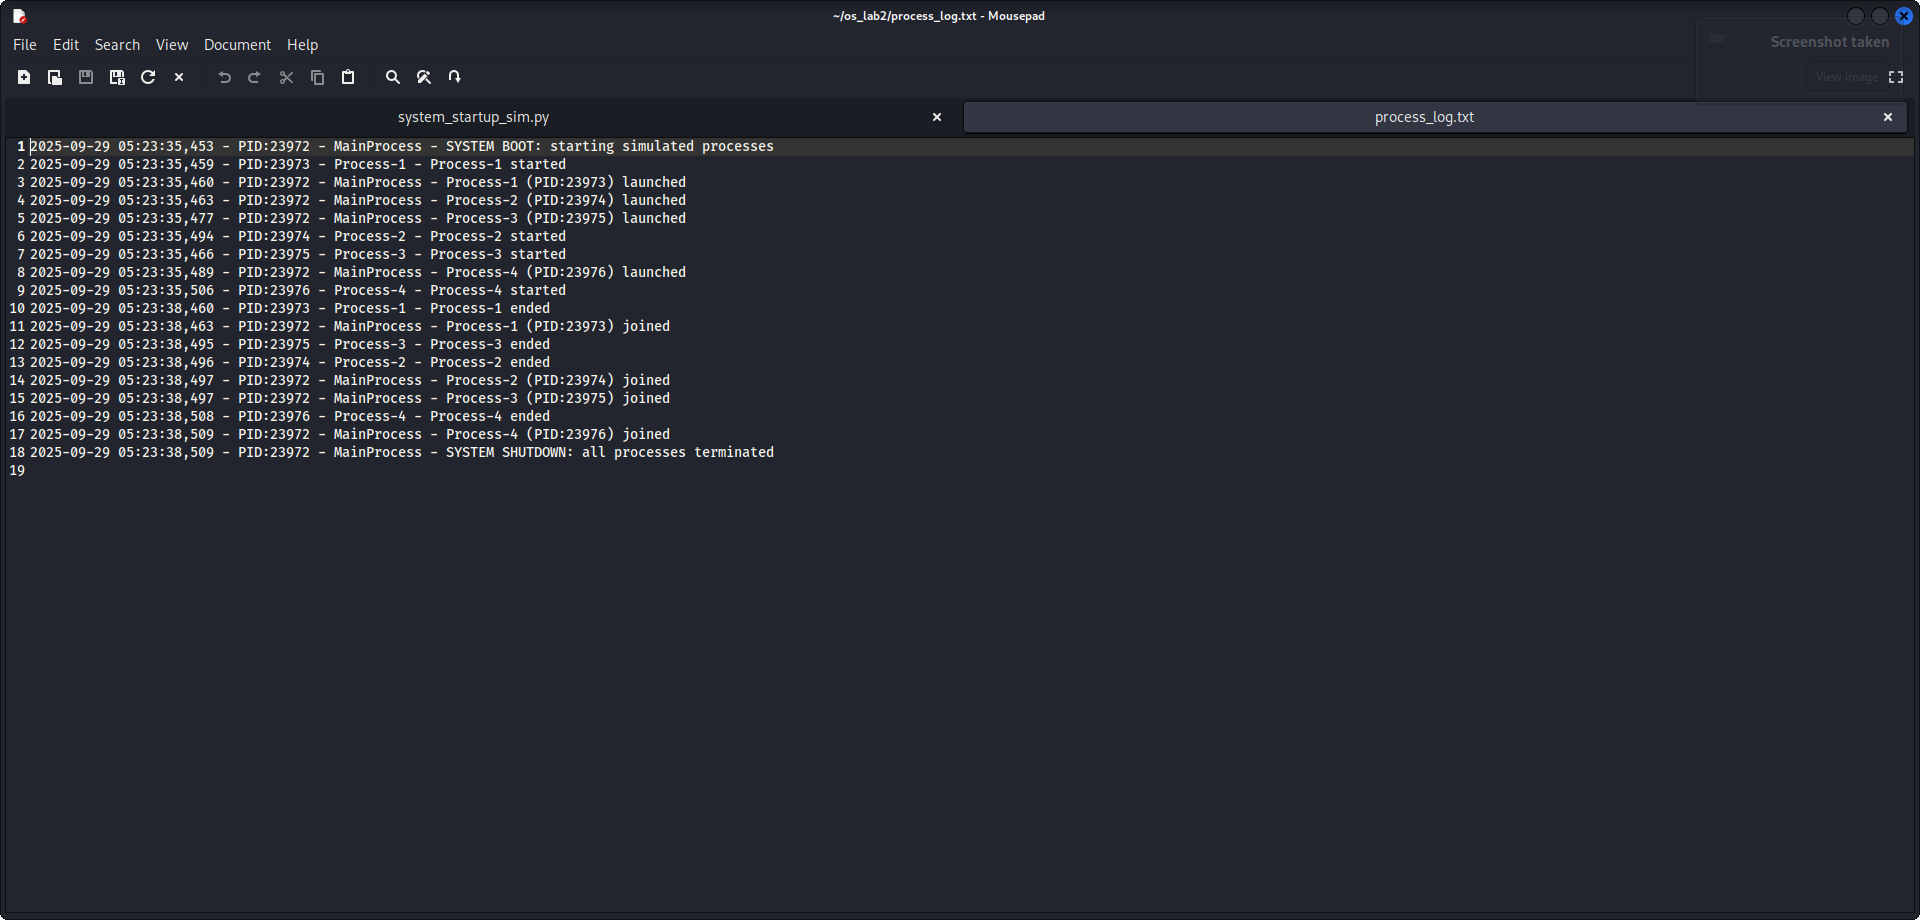 ~/os_lab2/process_log.txt - Mousepad
File Edit Search View Document Help
Screenshot taken
View image
system_startup_sim.py
process_log.txt
1 2025-09-29 05:23:35,453 - PID:23972 - MainProcess - SYSTEM BOOT: starting simulated processes
2 2025-09-29 05:23:35,459 - PID:23973 - Process-1 - Process-1 started
3 2025-09-29 05:23:35,460 - PID:23972 - MainProcess - Process-1 (PID:23973) launched
4 2025-09-29 05:23:35,463 - PID:23972 - MainProcess - Process-2 (PID:23974) launched
5 2025-09-29 05:23:35,477 - PID:23972 - MainProcess - Process-3 (PID:23975) launched
6 2025-09-29 05:23:35,494 - PID:23974 - Process-2 - Process-2 started
7 2025-09-29 05:23:35,466 - PID:23975 - Process-3 - Process-3 started
8 2025-09-29 05:23:35,489 - PID:23972 - MainProcess - Process-4 (PID:23976) launched
9 2025-09-29 05:23:35,506 - PID:23976 - Process-4 - Process-4 started
10 2025-09-29 05:23:38,460 - PID:23973 - Process-1 - Process-1 ended
11 2025-09-29 05:23:38,463 - PID:23972 - MainProcess - Process-1 (PID:23973) joined
12 2025-09-29 05:23:38,495 - PID:23975 - Process-3 - Process-3 ended
13 2025-09-29 05:23:38,496 - PID:23974 - Process-2 - Process-2 ended
14 2025-09-29 05:23:38,497 - PID:23972 - MainProcess - Process-2 (PID:23974) joined
15 2025-09-29 05:23:38,497 - PID:23972 - MainProcess - Process-3 (PID:23975) joined
16 2025-09-29 05:23:38,508 - PID:23976 - Process-4 - Process-4 ended
17 2025-09-29 05:23:38,509 - PID:23972 - MainProcess - Process-4 (PID:23976) joined
18 2025-09-29 05:23:38,509 - PID:23972 - MainProcess - SYSTEM SHUTDOWN: all processes terminated
19